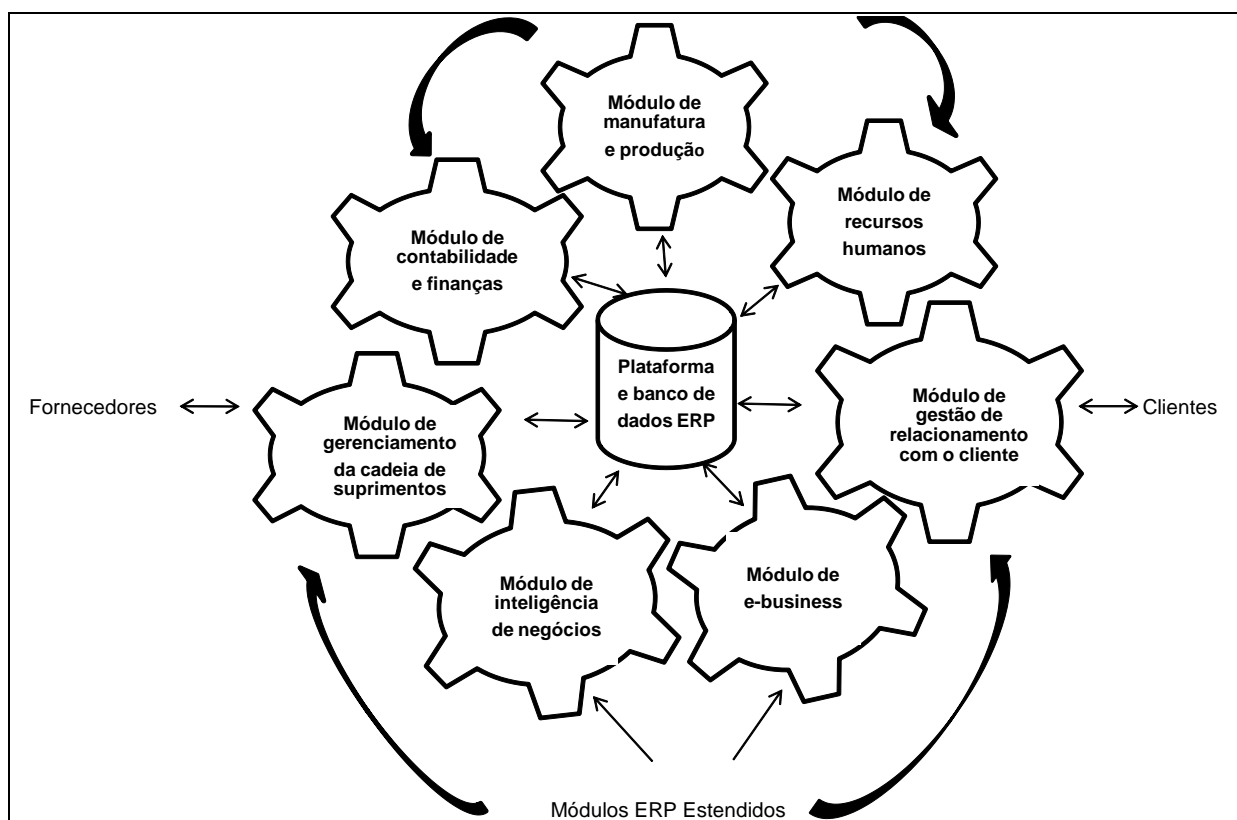 Módulo de
manufatura
e produção
Módulo de
recursos
humanos
Módulo de
contabilidade
e finanças
Plataforma
e banco de
dados ERP
Fornecedores
Módulo de
gerenciamento
da cadeia de
suprimentos
Módulo de
gestão de
relacionamento
com o cliente
Clientes
Módulo de
inteligência
de negócios
Módulo de
e-business
Módulos ERP Estendidos